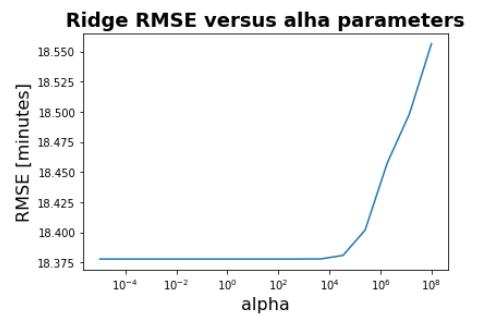 Ridge RMSE versus alha parameters
RMSE [minutes]
18.550
18.525
18.500
18.475
18.450
18.425
18.400
18.375
10⁻⁴ 10⁻² 10⁰ 10² 10⁴ 10⁶ 10⁸
alpha